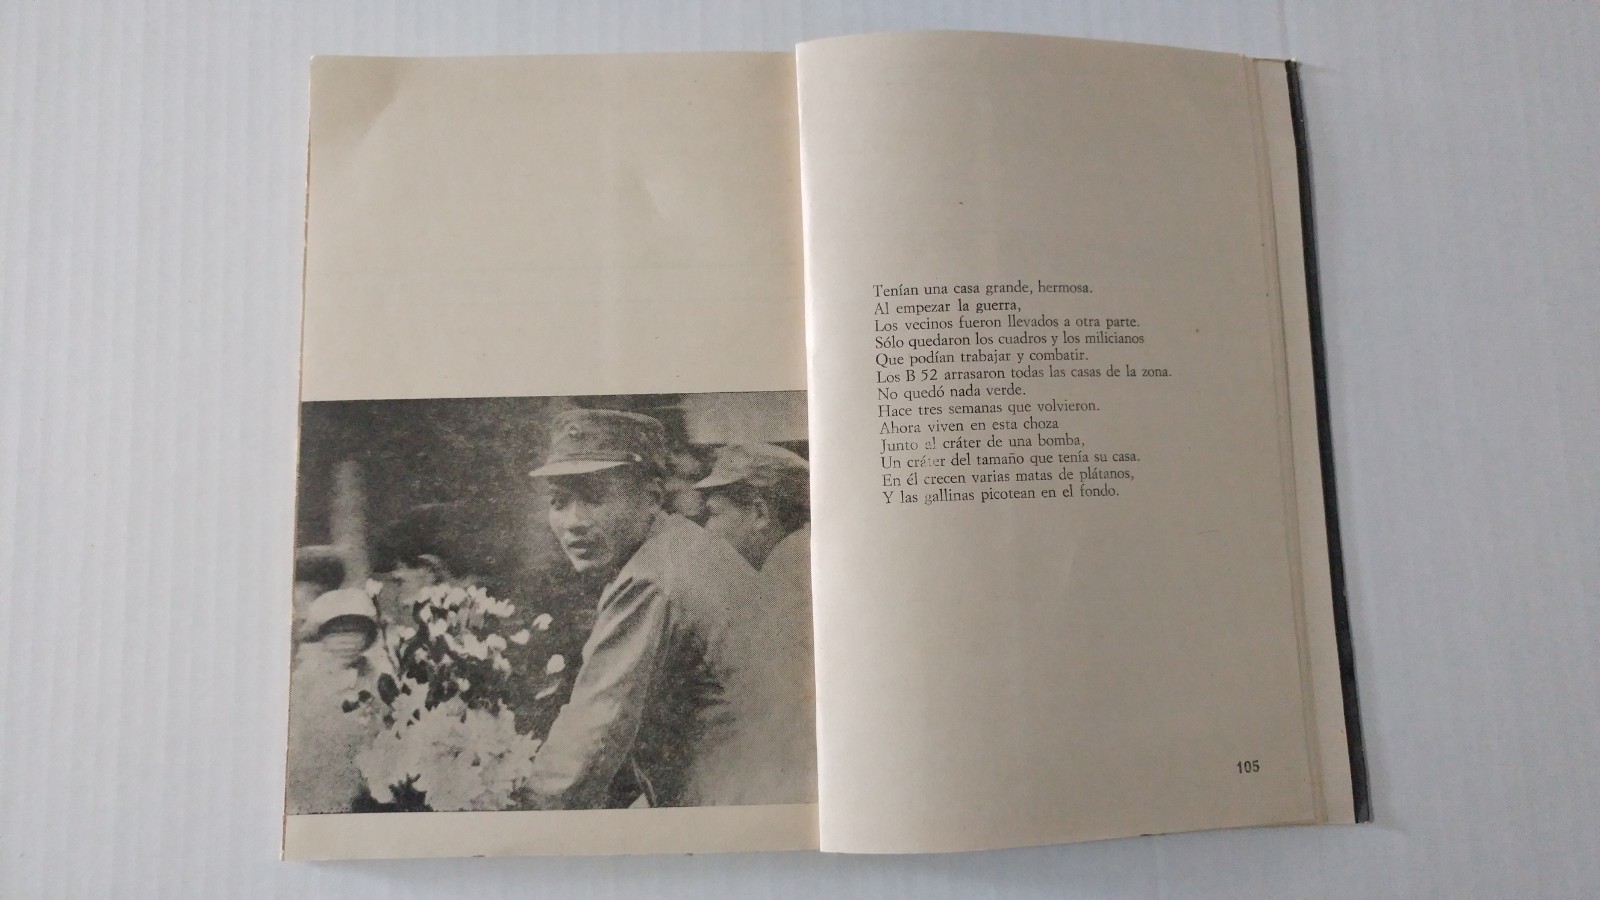 Tenían una casa grande, hermosa.
Al empezar la guerra,
Los vecinos fueron llevados a otra parte.
Sólo quedaron los cuadros y los milicianos
Que podían trabajar y combatir.
Los B 52 arrasaron todas las casas de la zona.
No quedó nada verde.
Hace tres semanas que volvieron.
Ahora viven en esta choza
Junto al cráter de una bomba,
Un cráter del tamaño que tenía su casa.
En él crecen varias matas de plátanos,
Y las gallinas picotean en el fondo.
105